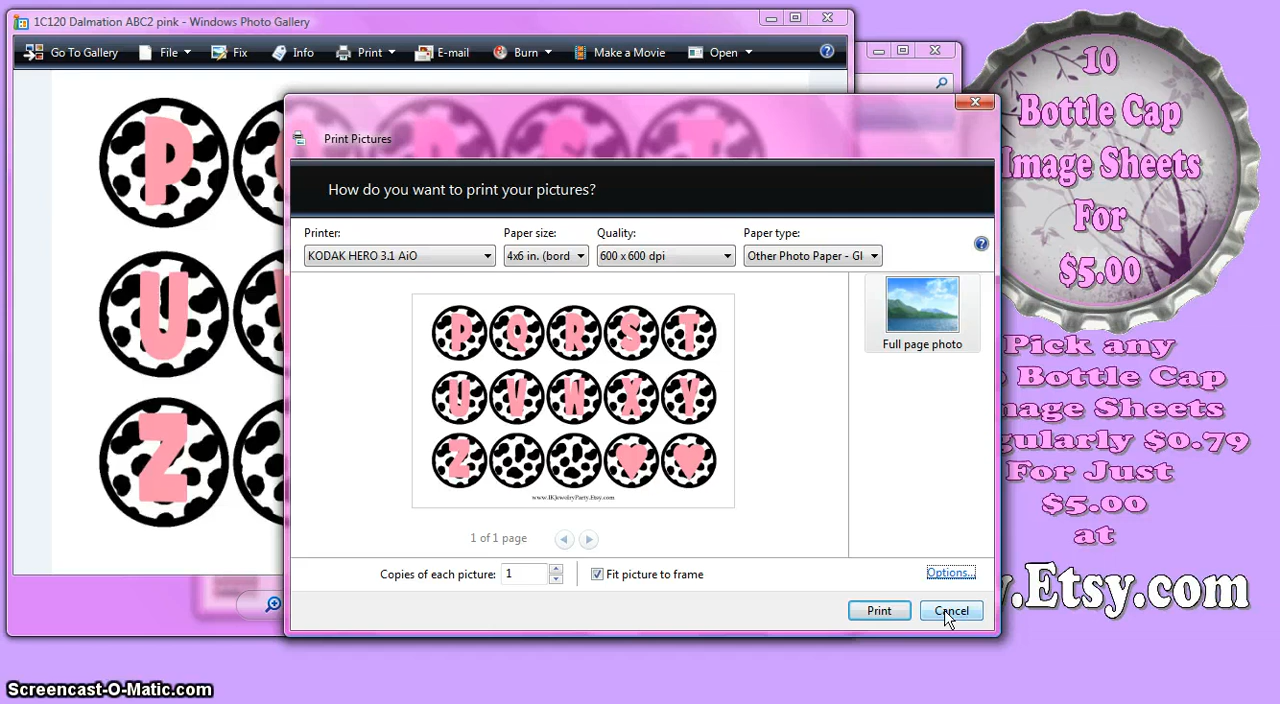 1C120 Dalmation ABC2 pink - Windows Photo Gallery
Go To Gallery File Fix Info Print E-mail Burn Make a Movie Open
Print Pictures
How do you want to print your pictures?
Printer: Paper size: Quality: Paper type:
KODAK HERO 3.1 AiO 4x6 in. (bord 600 x 600 dpi Other Photo Paper - Gl
P Q R S T
U V W X Y
Z
www.BKJewelryParty.Etsy.com
Full page photo
1 of 1 page
Copies of each picture: 1 Fit picture to frame Options...
Print Cancel
P
U
Z
10
Bottle Cap
Image Sheets
For
$5.00
Pick any
Bottle Cap
mage Sheets
gularly $0.79
For Just
$5.00
at
y.Etsy.com
Screencast-O-Matic.com